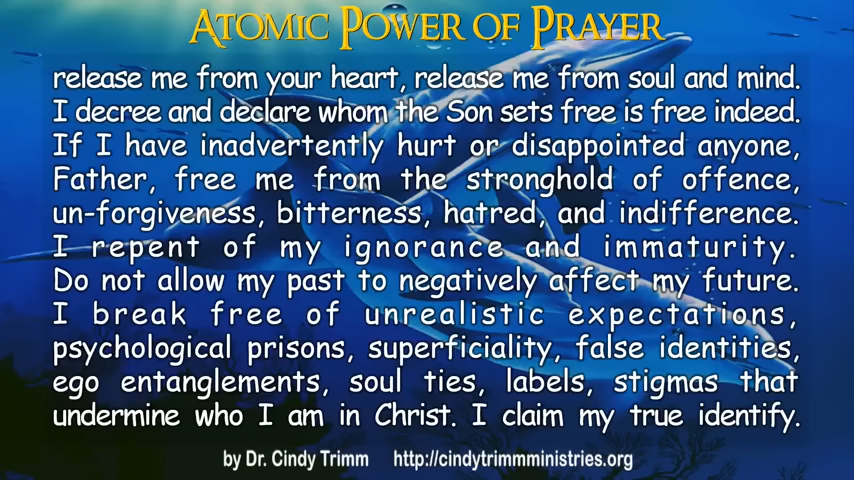 Atomic Power of Prayer
release me from your heart, release me from soul and mind.
I decree and declare whom the Son sets free is free indeed.
If I have inadvertently hurt or disappointed anyone,
Father, free me from the stronghold of offence,
un-forgiveness, bitterness, hatred, and indifference.
I repent of my ignorance and immaturity.
Do not allow my past to negatively affect my future.
I break free of unrealistic expectations,
psychological prisons, superficiality, false identities,
ego entanglements, soul ties, labels, stigmas that
undermine who I am in Christ. I claim my true identify.
by Dr. Cindy Trimm http://cindytrimmministries.org